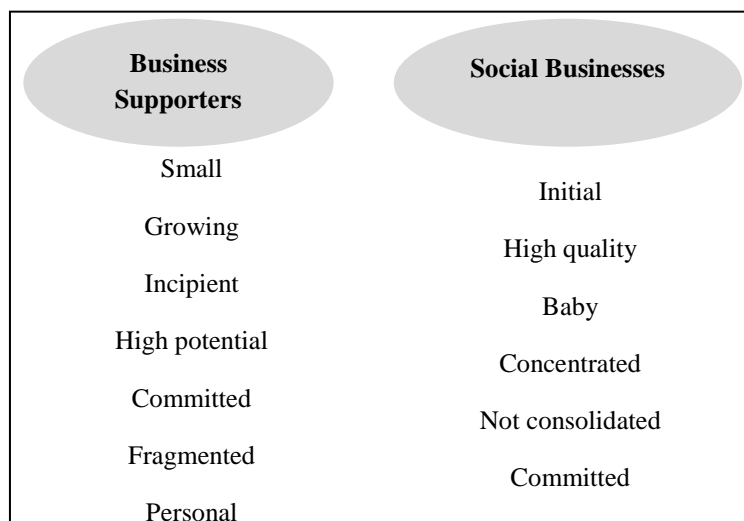 Business
Supporters
Small
Growing
Incipient
High potential
Committed
Fragmented
Personal
Social Businesses
Initial
High quality
Baby
Concentrated
Not consolidated
Committed